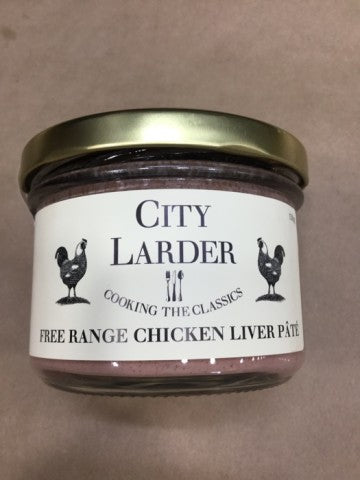 CITY
LARDER
COOKING THE CLASSICS
FREE RANGE CHICKEN LIVER PÂTÉ